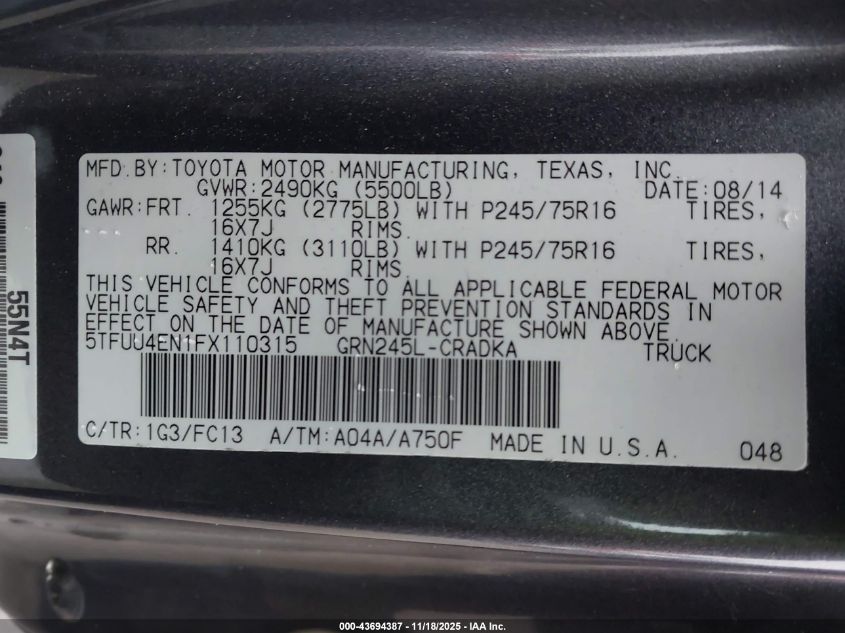 MFD.BY:TOYOTA MOTOR MANUFACTURING, TEXAS, INC.
GVWR:2490KG (5500LB) DATE:08/14
GAWR:FRT. 1255KG (2775LB) WITH P245/75R16 TIRES,
16X7J RIMS.
RR. 1410KG (3110LB) WITH P245/75R16 TIRES,
16X7J RIMS.
THIS VEHICLE CONFORMS TO ALL APPLICABLE FEDERAL MOTOR
VEHICLE SAFETY AND THEFT PREVENTION STANDARDS IN
EFFECT ON THE DATE OF MANUFACTURE SHOWN ABOVE.
5TFUU4EN1FX110315 GRN245L-CRADKA TRUCK
C/TR:1G3/FC13 A/TM:A04A/A750F MADE IN U.S.A. 048
55N4T
000-43694387 - 11/18/2025 - IAA Inc.